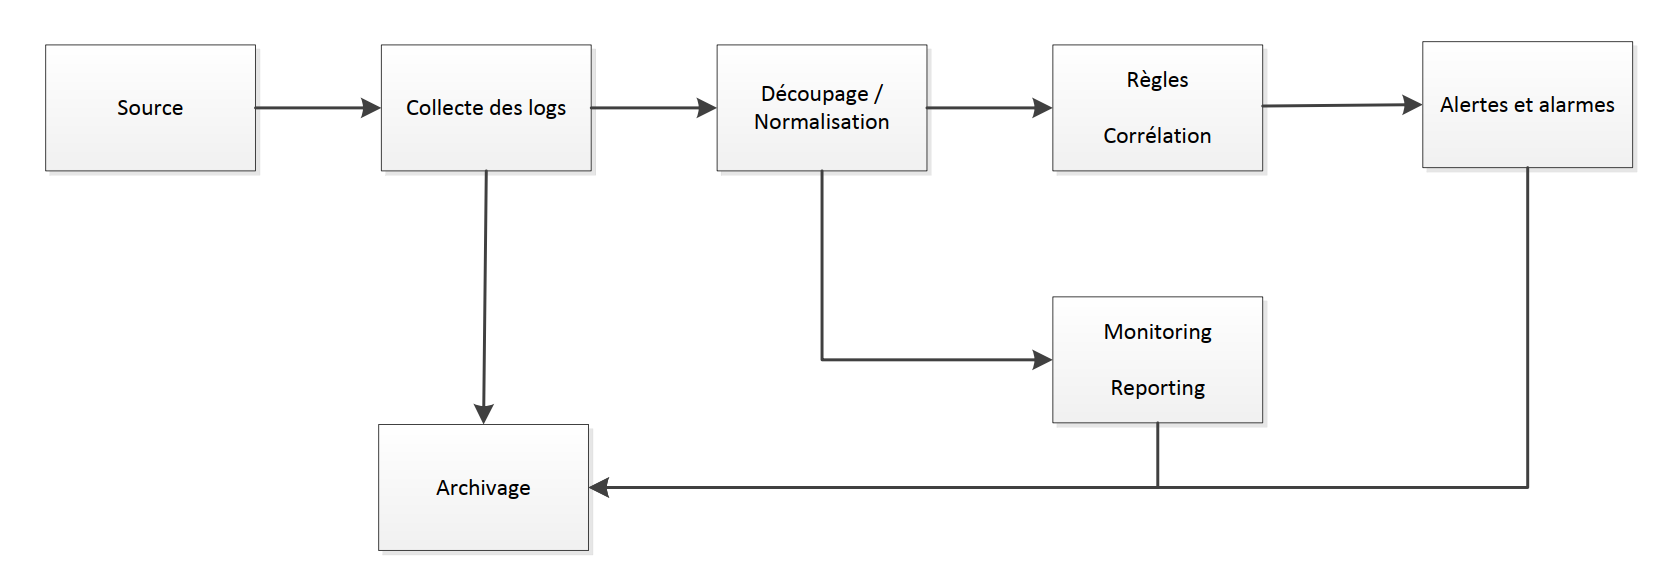 Source
Collecte des logs
Découpage /
Normalisation
Règles
Corrélation
Alertes et alarmes
Monitoring
Reporting
Archivage